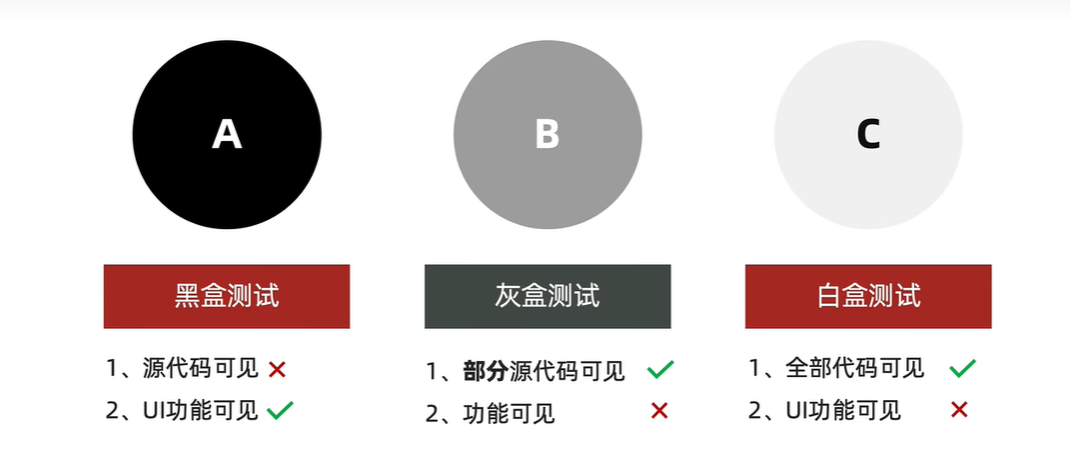 A
B
C
黑盒测试
灰盒测试
白盒测试
1、源代码可见
2、UI功能可见
1、部分源代码可见
2、功能可见
1、全部代码可见
2、UI功能可见